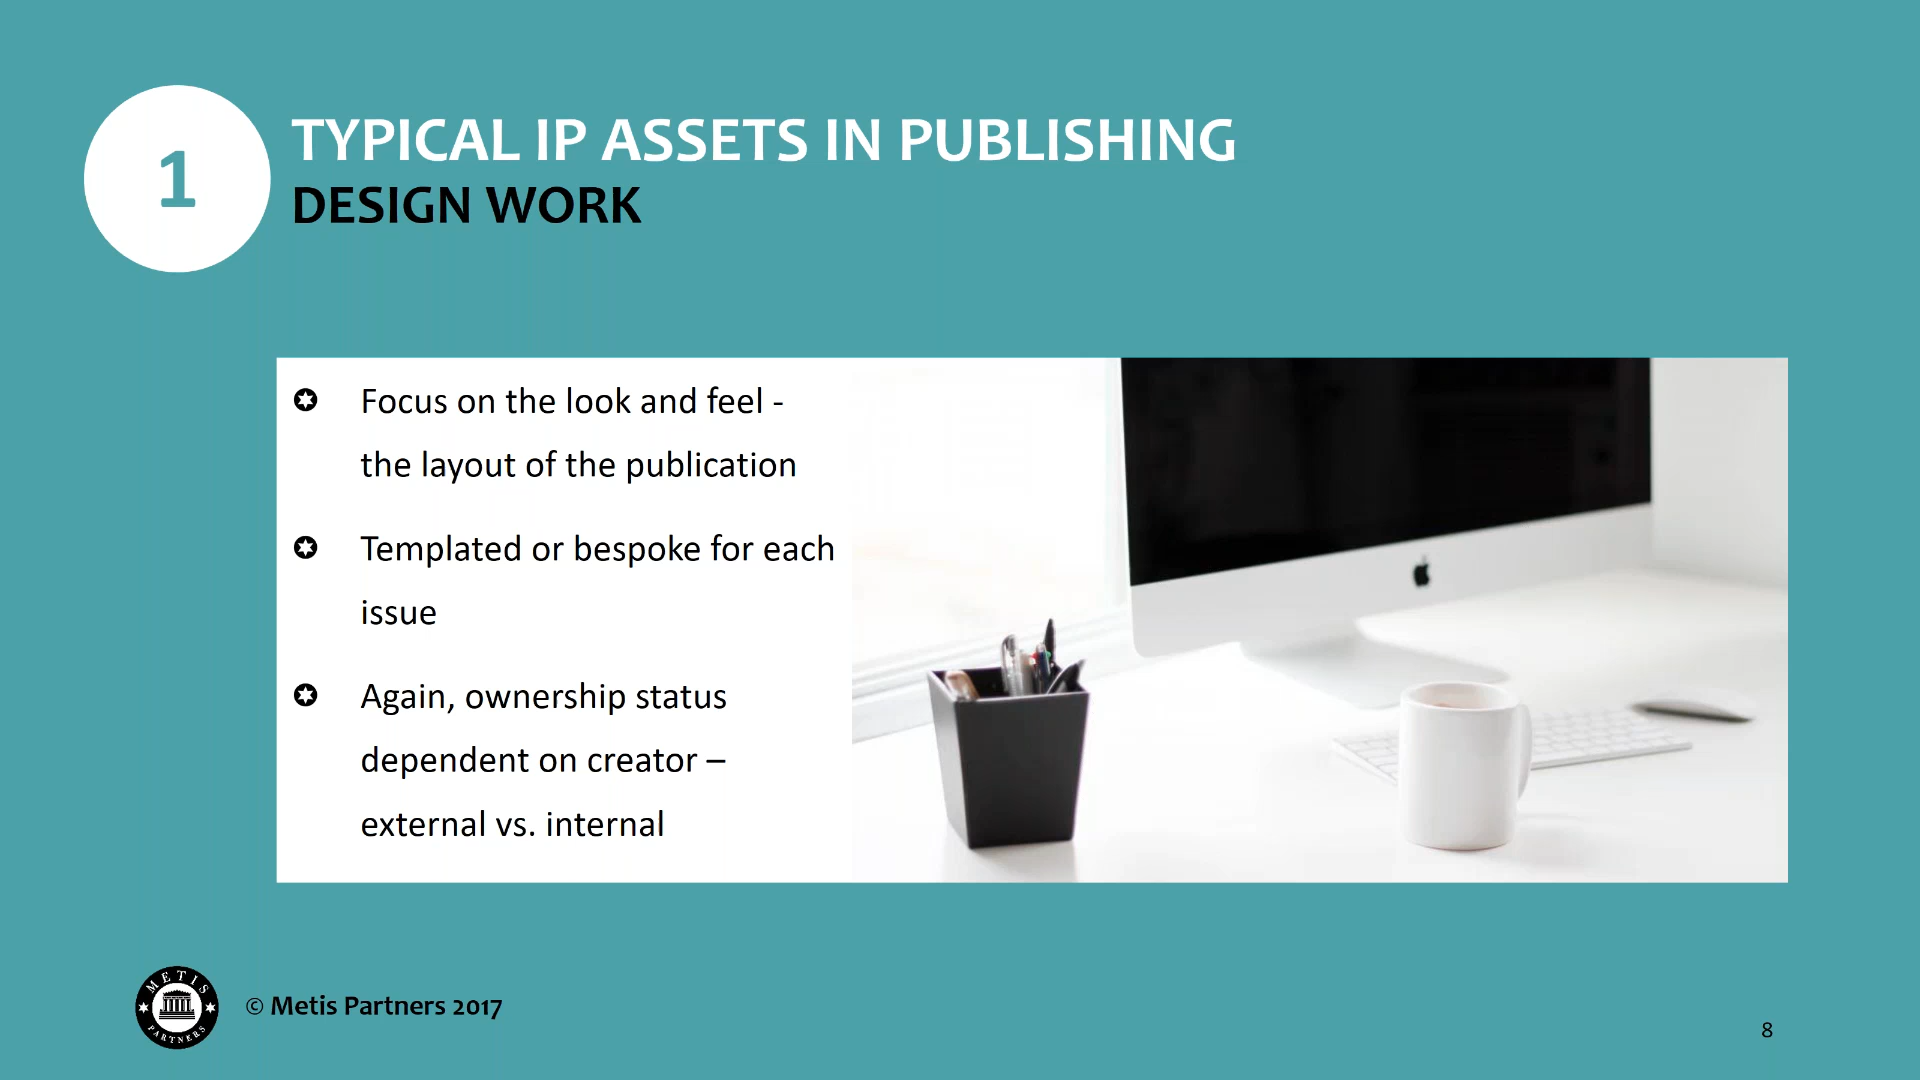 1
TYPICAL IP ASSETS IN PUBLISHING
DESIGN WORK
Focus on the look and feel -
the layout of the publication
Templated or bespoke for each
issue
Again, ownership status
dependent on creator –
external vs. internal
METIS
PARTNERS
© Metis Partners 2017
8